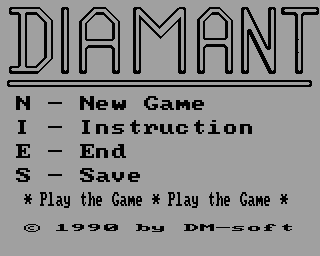 DIAMANT
N - New Game
I - Instruction
E - End
S - Save
* Play the Game * Play the Game *
© 1990 by DM-soft